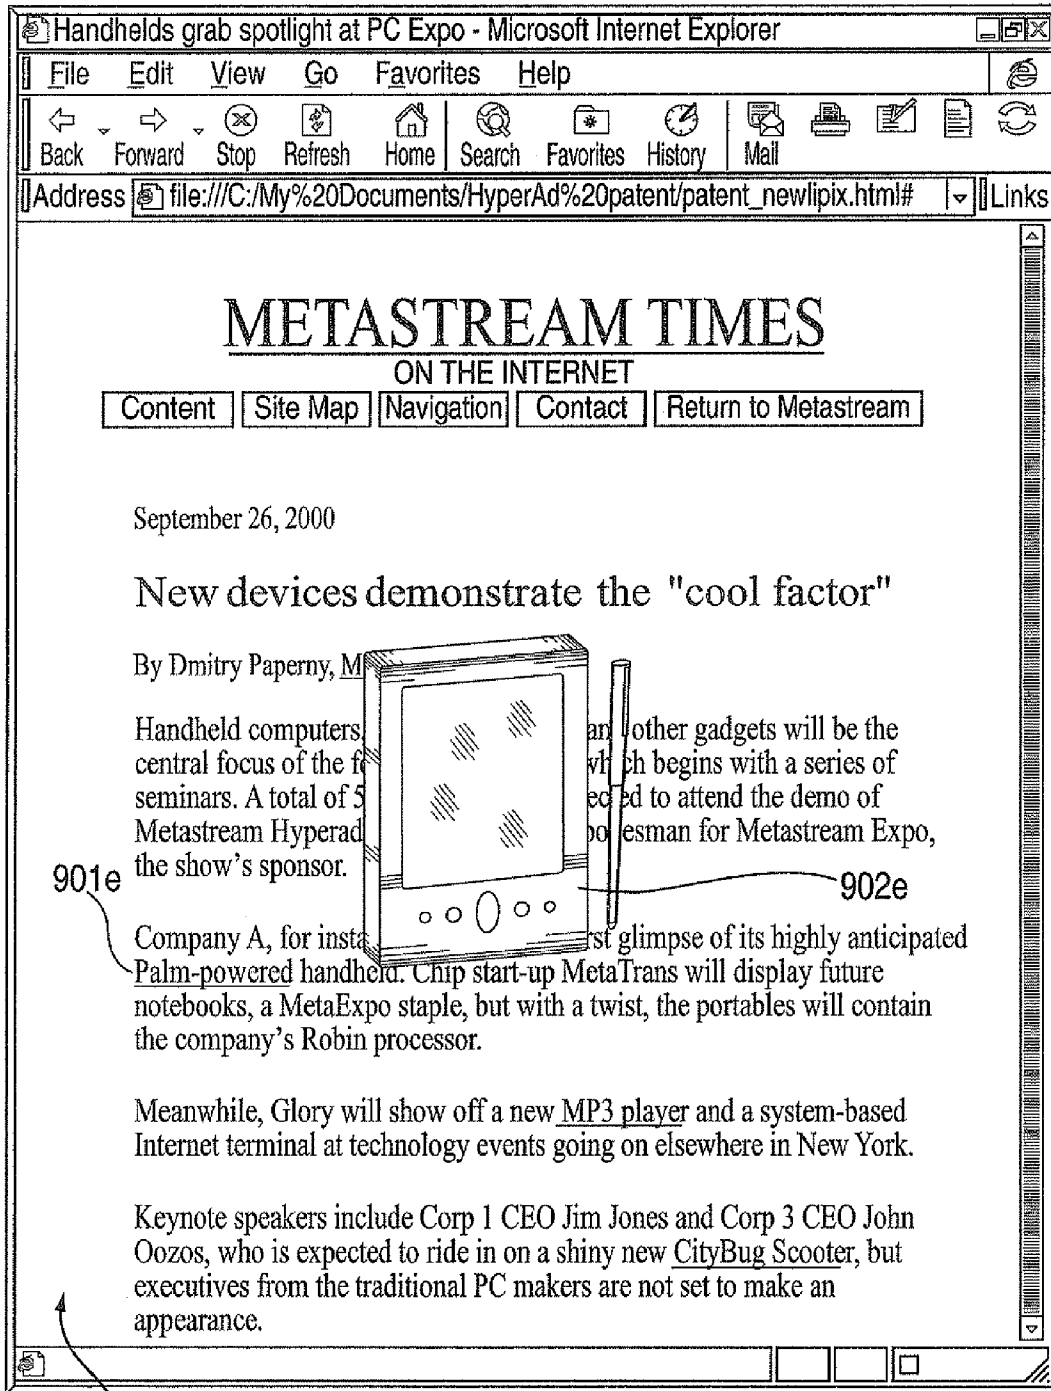 Handhelds grab spotlight at PC Expo - Microsoft Internet Explorer
File Edit View Go Favorites Help
Back Forward Stop Refresh Home Search Favorites History Mail
Address file:///C:/My%20Documents/HyperAd%20patent/patent_newlipix.html# Links
METASTREAM TIMES
ON THE INTERNET
Content Site Map Navigation Contact Return to Metastream
September 26, 2000
New devices demonstrate the "cool factor"
By Dmitry Paperny, M
Handheld computers, an other gadgets will be the
central focus of the f which begins with a series of
seminars. A total of 5 ected to attend the demo of
Metastream Hyperad esman for Metastream Expo,
the show's sponsor.
901e
902e
Company A, for insta rst glimpse of its highly anticipated
Palm-powered handheld. Chip start-up MetaTrans will display future
notebooks, a MetaExpo staple, but with a twist, the portables will contain
the company's Robin processor.
Meanwhile, Glory will show off a new MP3 player and a system-based
Internet terminal at technology events going on elsewhere in New York.
Keynote speakers include Corp 1 CEO Jim Jones and Corp 3 CEO John
Oozos, who is expected to ride in on a shiny new CityBug Scooter, but
executives from the traditional PC makers are not set to make an
appearance.